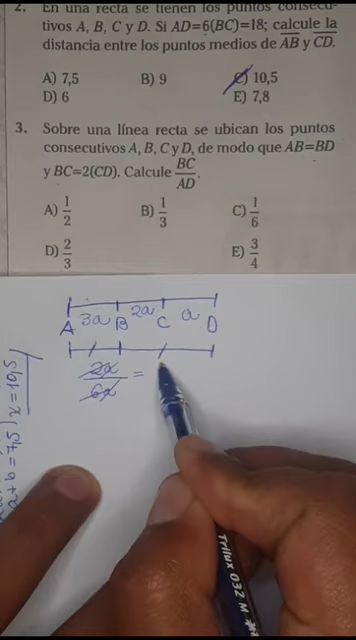 2. En una recta se tienen los puntos consecu-
tivos A, B, C y D. Si AD=6(BC)=18; calcule la
distancia entre los puntos medios de AB y CD.
A) 7,5 B) 9 C) 10,5
D) 6 E) 7,8
3. Sobre una línea recta se ubican los puntos
consecutivos A, B, C y D, de modo que AB=BD
y BC=2(CD). Calcule BC/AD.
A) 1/2 B) 1/3 C) 1/6
D) 2/3 E) 3/4
A 3a B 2a C a D
2a/6a =
a+b=7,5 / x=10,5
Trilux 032 M